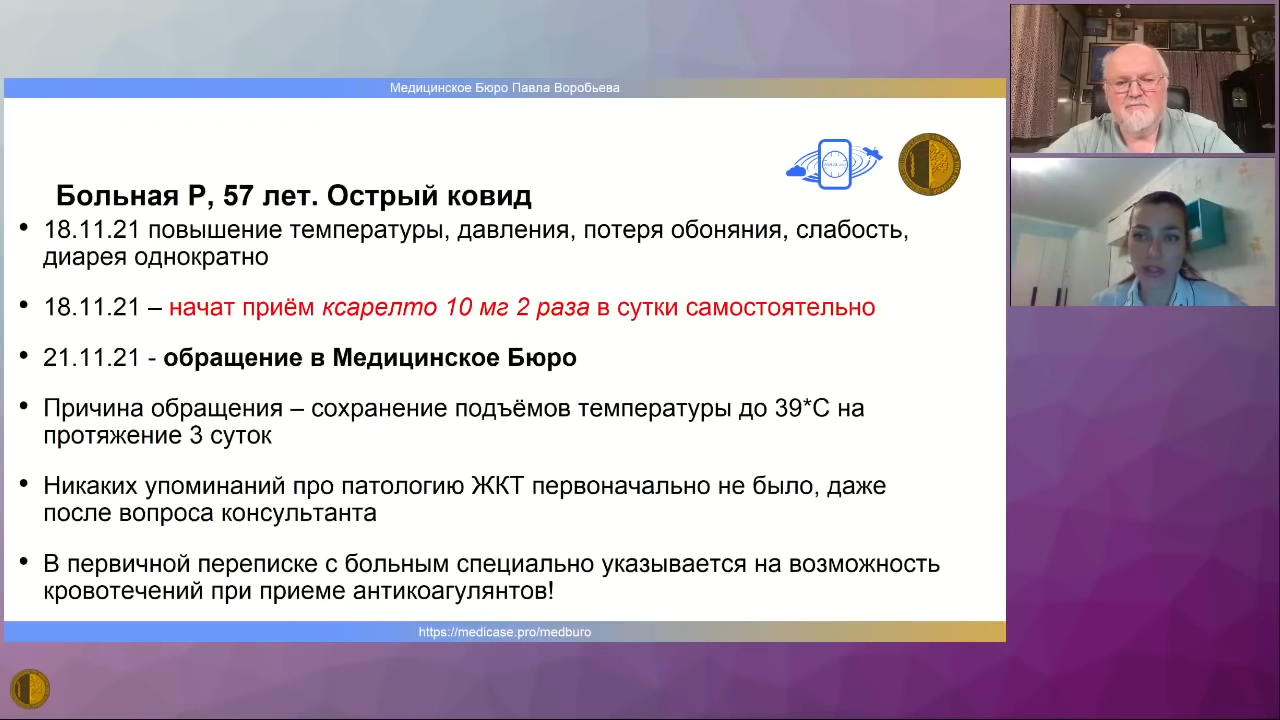 Медицинское Бюро Павла Воробьева
Больная Р, 57 лет. Острый ковид
• 18.11.21 повышение температуры, давления, потеря обоняния, слабость,
диарея однократно
• 18.11.21 – начат приём ксарелто 10 мг 2 раза в сутки самостоятельно
• 21.11.21 - обращение в Медицинское Бюро
• Причина обращения – сохранение подъёмов температуры до 39*С на
протяжение 3 суток
• Никаких упоминаний про патологию ЖКТ первоначально не было, даже
после вопроса консультанта
• В первичной переписке с больным специально указывается на возможность
кровотечений при приеме антикоагулянтов!
https://medicase.pro/medburo